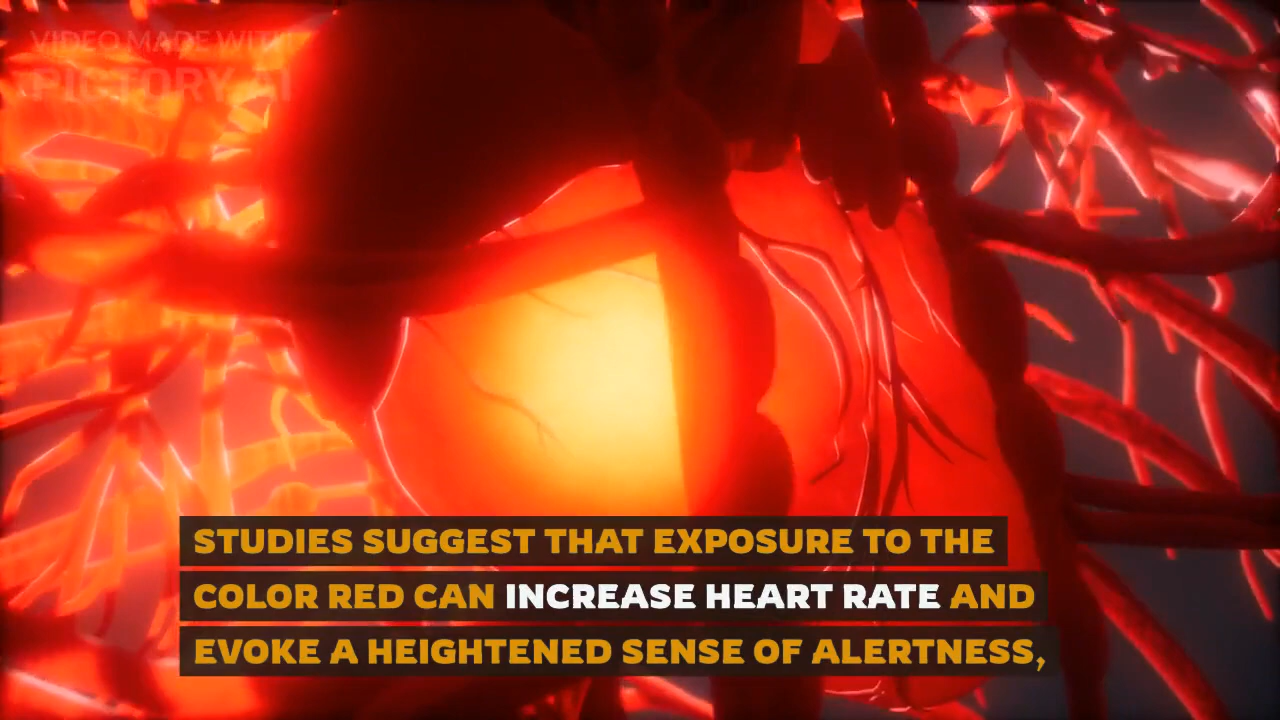 VIDEO MADE WITH
PICTORY AI
STUDIES SUGGEST THAT EXPOSURE TO THE
COLOR RED CAN INCREASE HEART RATE AND
EVOKE A HEIGHTENED SENSE OF ALERTNESS,